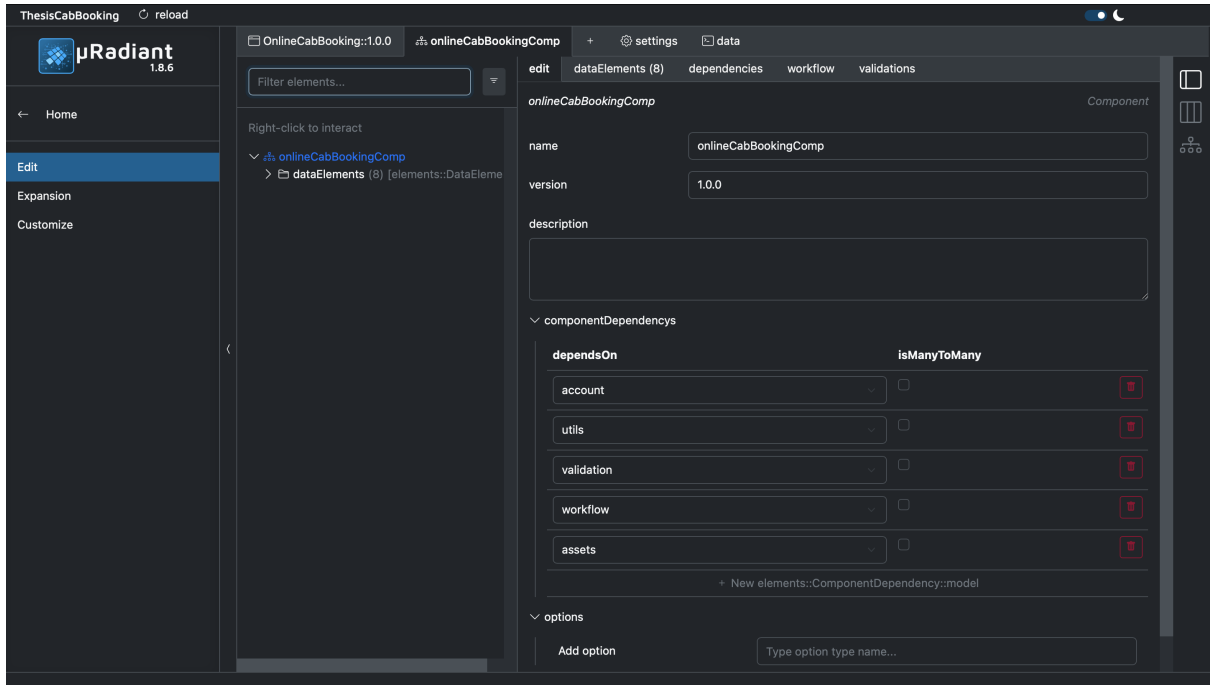 ThesisCabBooking reload
μRadiant
1.8.6
← Home
Edit
Expansion
Customize
OnlineCabBooking::1.0.0 onlineCabBookingComp + settings data
Filter elements...
Right-click to interact
onlineCabBookingComp
dataElements (8) [elements::DataEleme
edit dataElements (8) dependencies workflow validations
onlineCabBookingComp Component
name onlineCabBookingComp
version 1.0.0
description
componentDependencys
dependsOn isManyToMany
account
utils
validation
workflow
assets
+ New elements::ComponentDependency::model
options
Add option Type option type name...